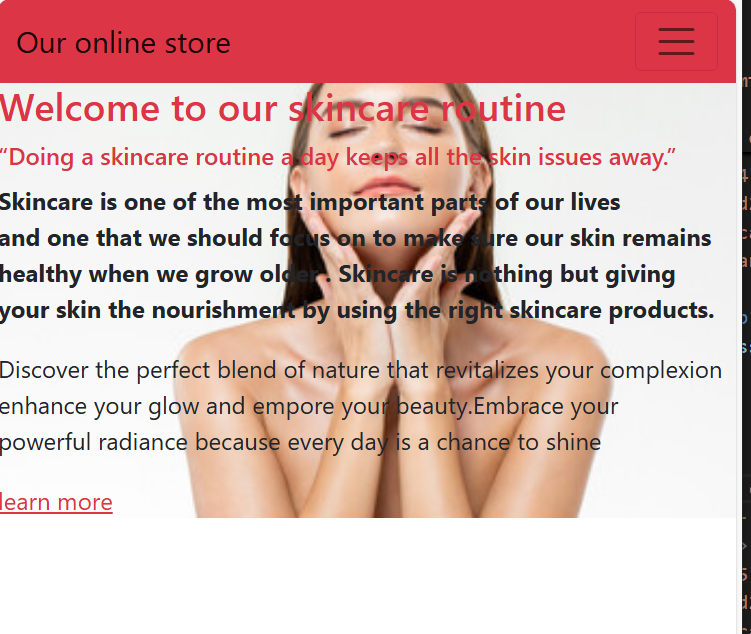 Our online store
Welcome to our skincare routine
“Doing a skincare routine a day keeps all the skin issues away.”
Skincare is one of the most important parts of our lives
and one that we should focus on to make sure our skin remains
healthy when we grow older . Skincare is nothing but giving
your skin the nourishment by using the right skincare products.
Discover the perfect blend of nature that revitalizes your complexion
enhance your glow and empore your beauty.Embrace your
powerful radiance because every day is a chance to shine
learn more